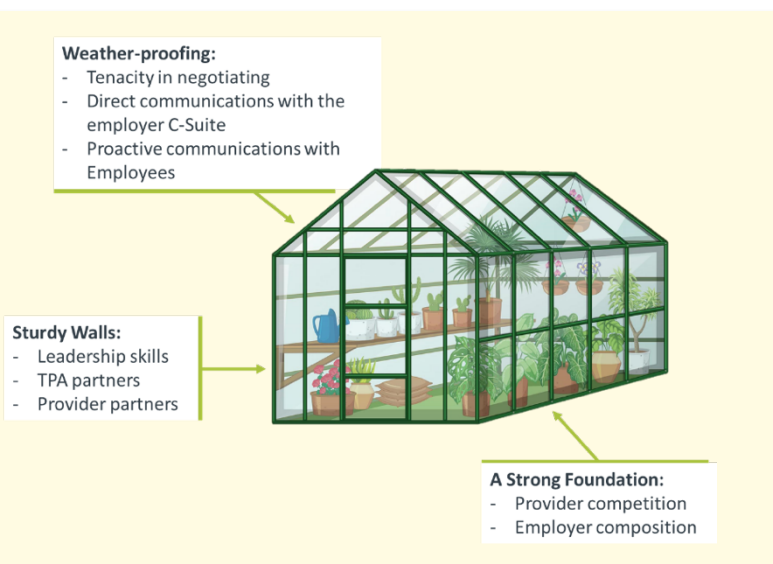 Weather-proofing:
- Tenacity in negotiating
- Direct communications with the
employer C-Suite
- Proactive communications with
Employees
Sturdy Walls:
- Leadership skills
- TPA partners
- Provider partners
A Strong Foundation:
- Provider competition
- Employer composition